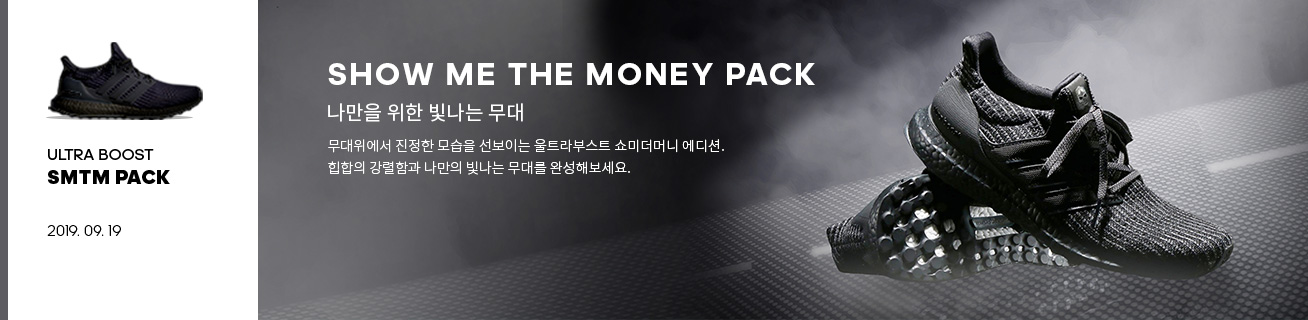 ULTRA BOOST
SMTM PACK
2019. 09. 19
SHOW ME THE MONEY PACK
나만을 위한 빛나는 무대
무대위에서 진정한 모습을 선보이는 울트라부스트 쇼미더머니 에디션.
힙합의 강렬함과 나만의 빛나는 무대를 완성해보세요.